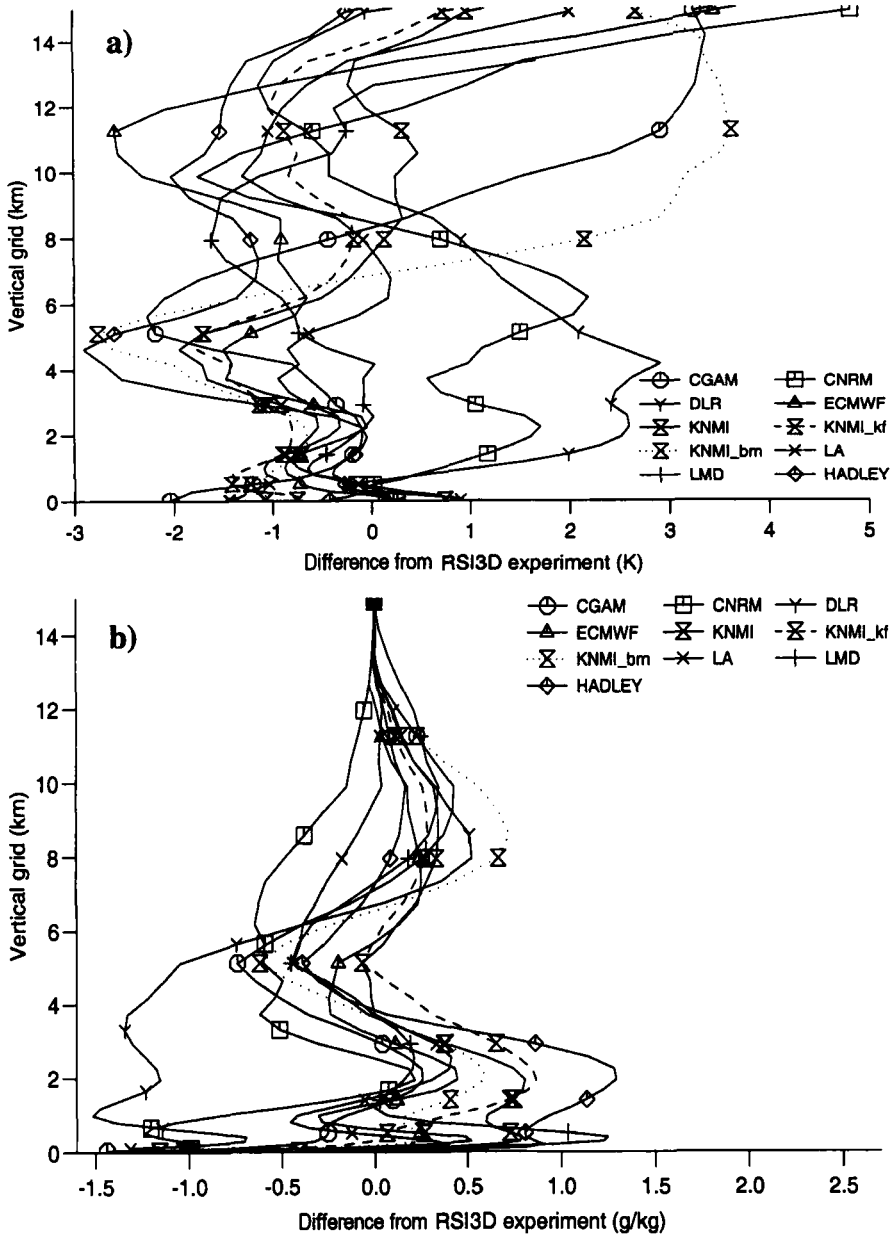 a)
Vertical grid (km)
14
12
10
8
6
4
2
0
CGAM CNRM
DLR ECMWF
KNMI KNMI_kf
KNMI_bm LA
LMD HADLEY
-3 -2 -1 0 1 2 3 4 5
Difference from RSI3D experiment (K)
b)
Vertical grid (km)
14
12
10
8
6
4
2
0
CGAM CNRM DLR
ECMWF KNMI KNMI_kf
KNMI_bm LA LMD
HADLEY
-1.5 -1.0 -0.5 0.0 0.5 1.0 1.5 2.0 2.5
Difference from RSI3D experiment (g/kg)